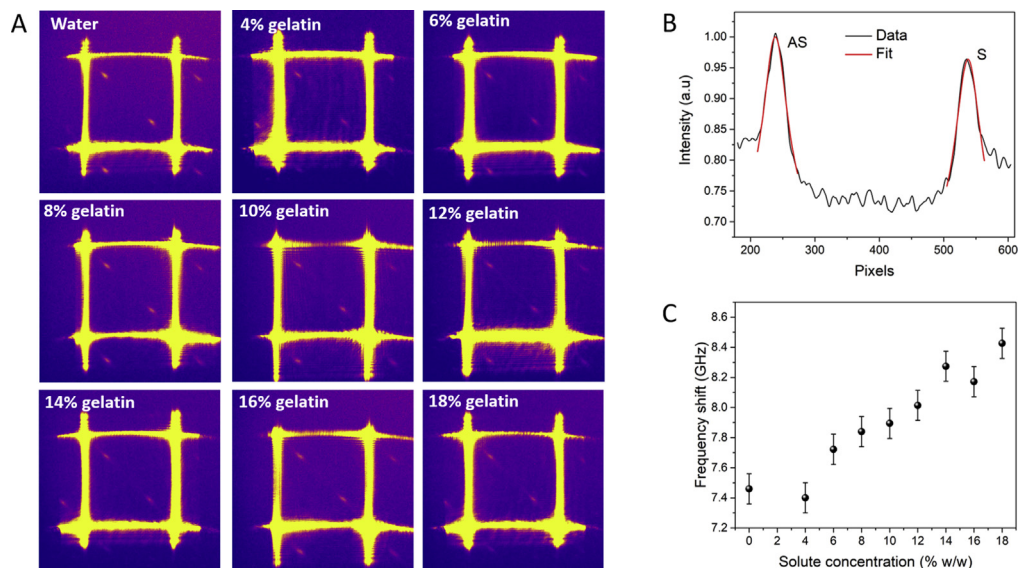 A
Water
4% gelatin
6% gelatin
8% gelatin
10% gelatin
12% gelatin
14% gelatin
16% gelatin
18% gelatin
B
Intensity (a.u)
1.00
0.95
0.90
0.85
0.80
0.75
0.70
AS
Data
Fit
S
200 300 400 500 600
Pixels
C
Frequency shift (GHz)
8.6
8.4
8.2
8.0
7.8
7.6
7.4
7.2
0 2 4 6 8 10 12 14 16 18
Solute concentration (% w/w)